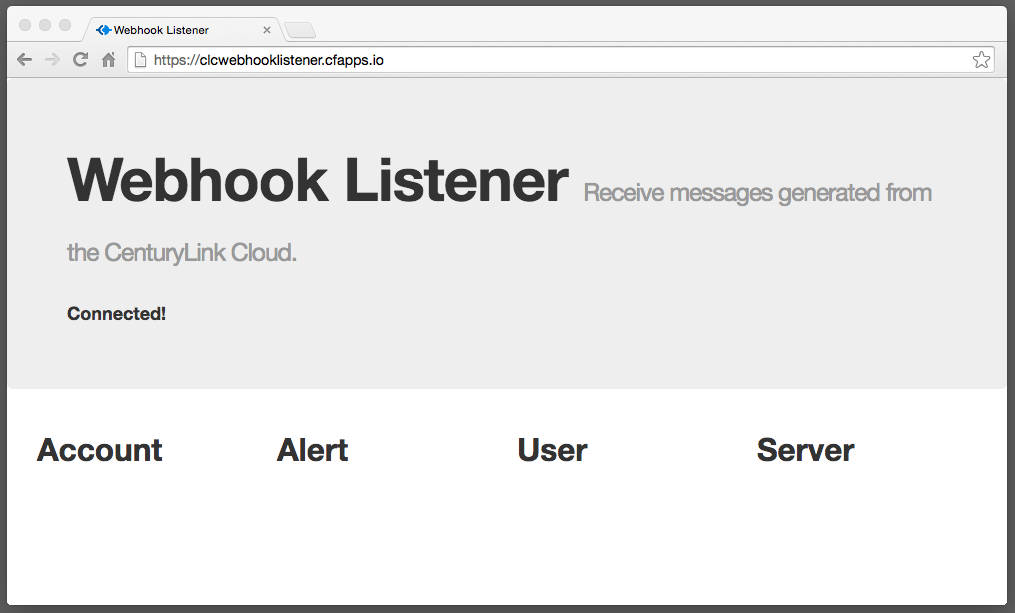 Webhook Listener
https://clcwebhooklistener.cfapps.io
Webhook Listener Receive messages generated from
the CenturyLink Cloud.
Connected!
Account Alert User Server